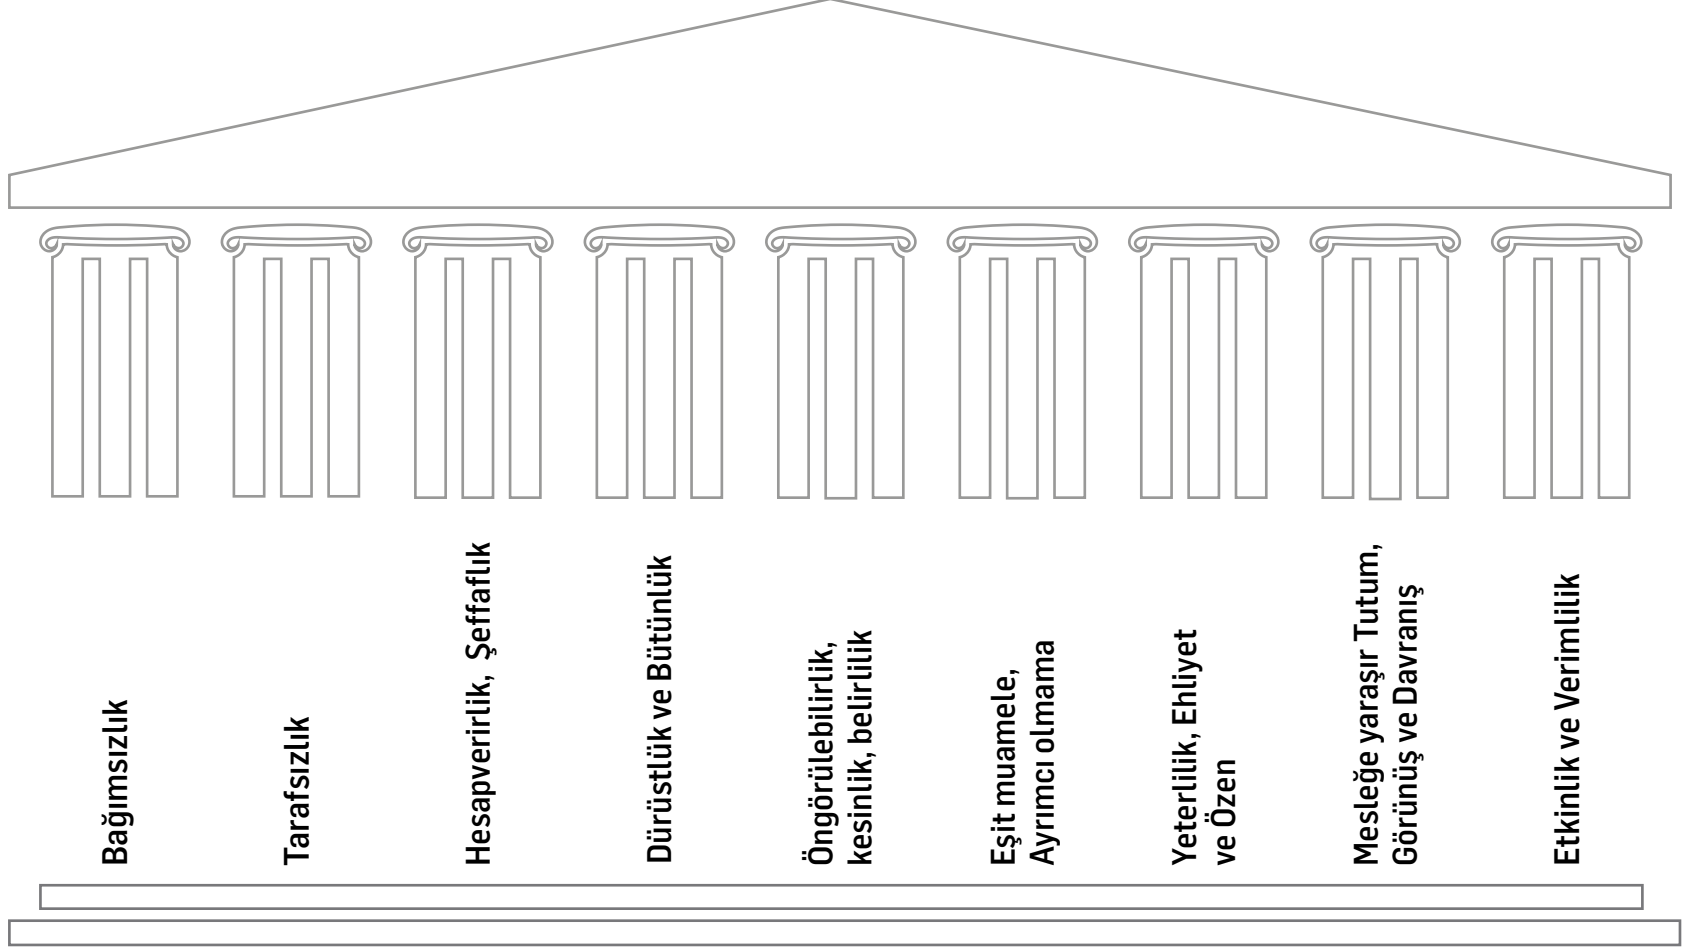 Bağımsızlık
Tarafsızlık
Hesapverirlik, Şeffaflık
Dürüstlük ve Bütünlük
Öngörülebilirlik,
kesinlik, belirlilik
Eşit muamele,
Ayrımcı olmama
Yeterlilik, Ehliyet
ve Özen
Mesleğe yaraşır Tutum,
Görünüş ve Davranış
Etkinlik ve Verimlilik